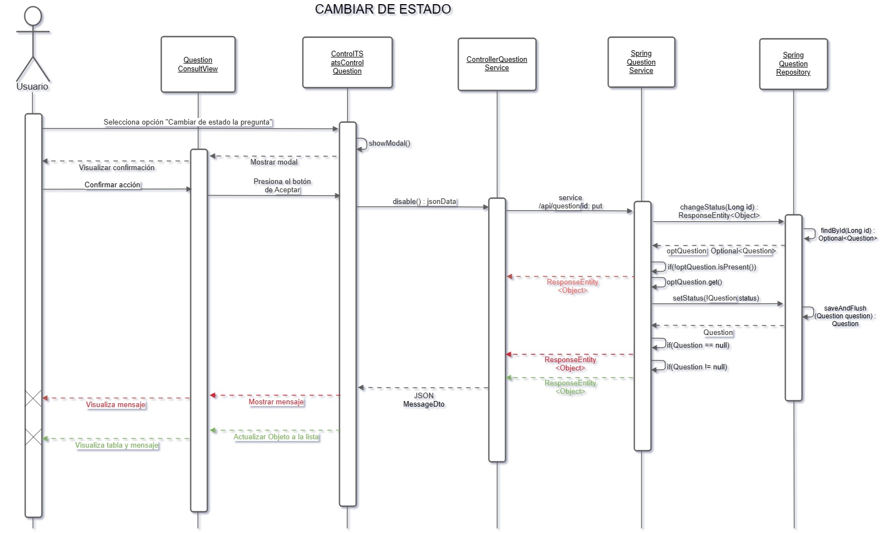 CAMBIAR DE ESTADO
Usuario
Question
ConsultView
ControlTS
atsControl
Question
ControllerQuestion
Service
Spring
Question
Service
Spring
Question
Repository
Selecciona opción "Cambiar de estado la pregunta"
showModal()
Mostrar modal
Visualizar confirmación
Confirmar acción
Presiona el botón
de Aceptar
disable() : jsonData
service
/api/question/id: put
changeStatus(Long id) :
ResponseEntity<Object>
findById(Long id) :
Optional<Question>
optQuestion: Optional<Question>
if(!optQuestion.isPresent())
ResponseEntity
<Object>
optQuestion.get()
setStatus(!Question|status)
saveAndFlush
(Question question) :
Question
Question
if(Question == null)
ResponseEntity
<Object>
if(Question != null)
ResponseEntity
<Object>
JSON
MessageDto
Mostrar mensaje
Visualiza mensaje
Actualizar Objeto a la lista
Visualiza tabla y mensaje